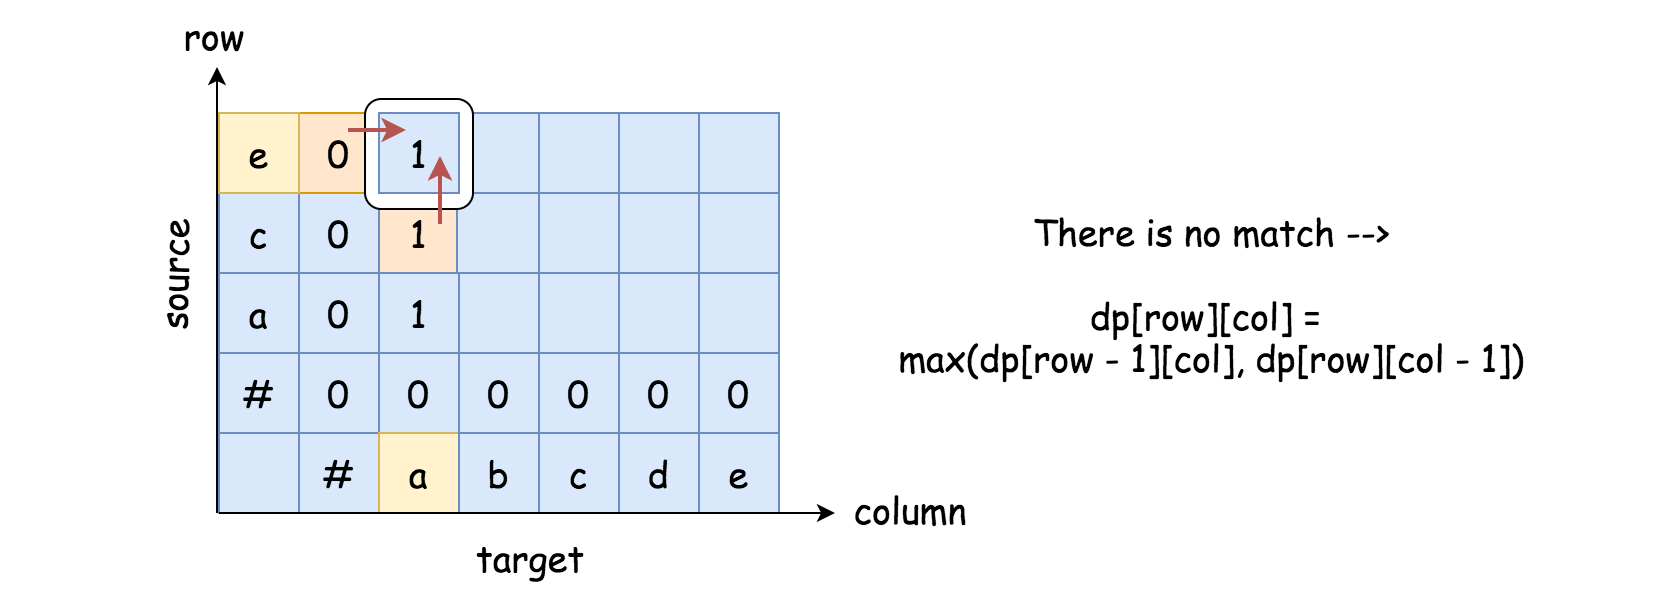 row
e 0 1
c 0 1
a 0 1
# 0 0 0 0 0 0
# a b c d e
source
column
target
There is no match -->
dp[row][col] =
max(dp[row - 1][col], dp[row][col - 1])